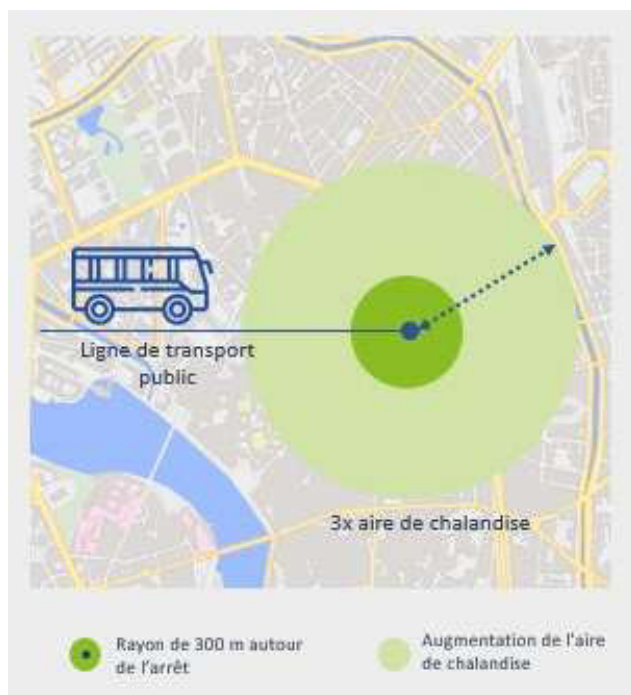 Ligne de transport
public
3x aire de chalandise
Rayon de 300 m autour
de l'arrêt
Augmentation de l'aire
de chalandise